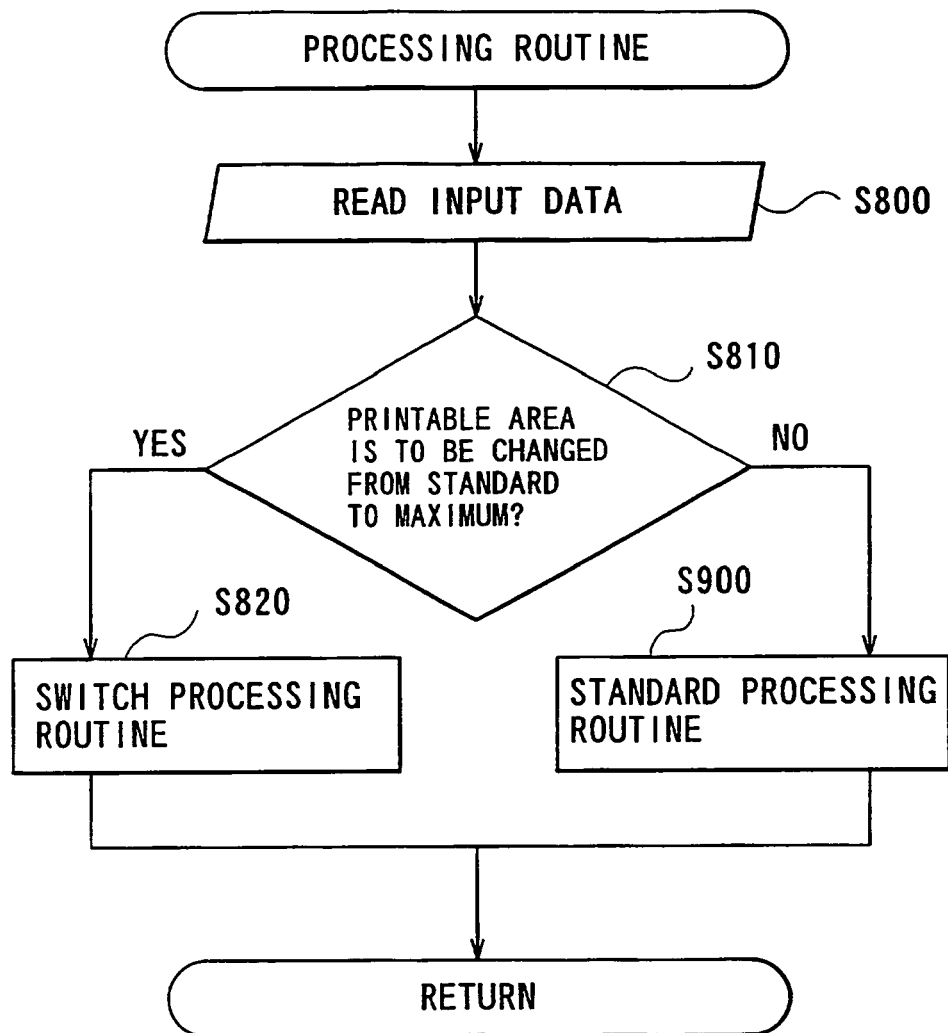 PROCESSING ROUTINE
READ INPUT DATA
S800
S810
PRINTABLE AREA
IS TO BE CHANGED
FROM STANDARD
TO MAXIMUM?
YES
NO
S820
S900
SWITCH PROCESSING
ROUTINE
STANDARD PROCESSING
ROUTINE
RETURN